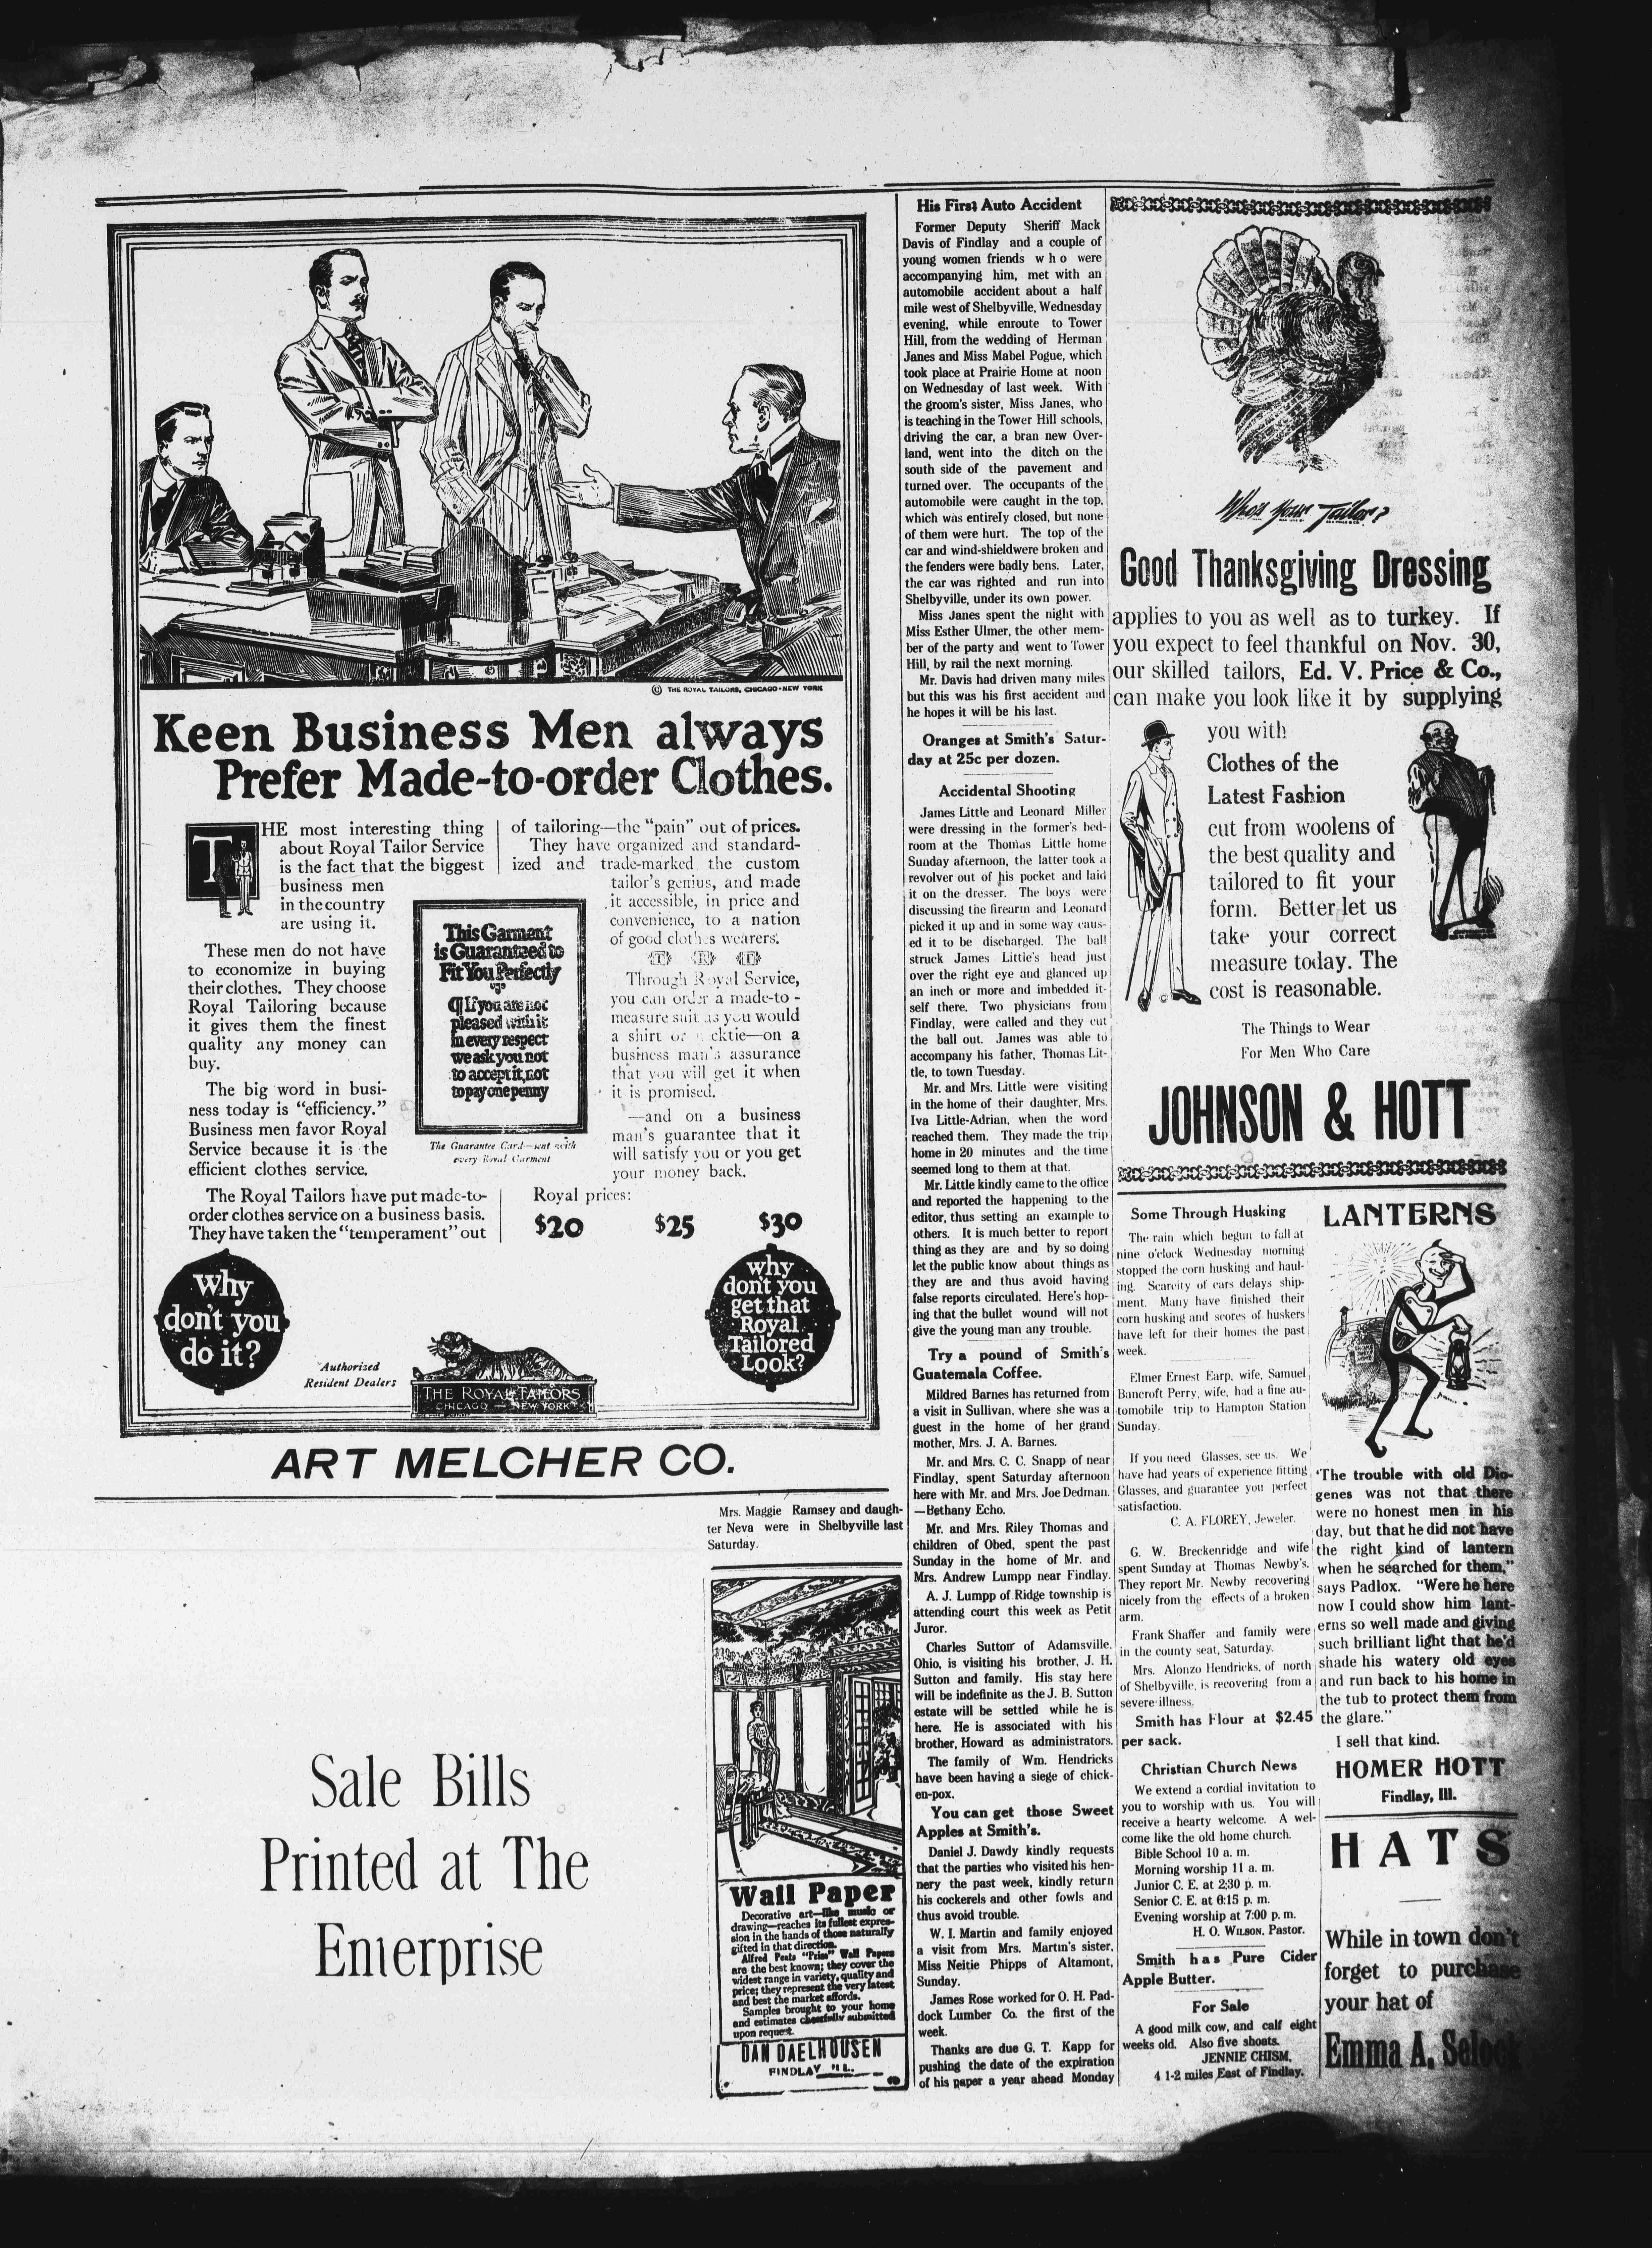 © THE ROYAL TAILORS, CHICAGO-NEW YORK
Keen Business Men always
Prefer Made-to-order Clothes.
THE most interesting thing
about Royal Tailor Service
is the fact that the biggest
business men
in the country
are using it.
These men do not have
to economize in buying
their clothes. They choose
Royal Tailoring because
it gives them the finest
quality any money can
buy.
The big word in busi-
ness today is "efficiency."
Business men favor Royal
Service because it is the
efficient clothes service.
The Royal Tailors have put made-to-
order clothes service on a business basis.
They have taken the "temperament" out
of tailoring—the "pain" out of prices.
They have organized and standard-
ized and trade-marked the custom
tailor's genius, and made
it accessible, in price and
convenience, to a nation
of good clothes wearers.
Through Royal Service,
you can order a made-to-
measure suit as you would
a shirt or cktie—on a
business man's assurance
that you will get it when
it is promised.
—and on a business
man's guarantee that it
will satisfy you or you get
your money back.
Royal prices:
$20 $25 $30
This Garment
is Guaranteed to
Fit You Perfectly
¶ If you are not
pleased with it
in every respect
we ask you not
to accept it, not
to pay one penny
The Guarantee Card—sent with
every Royal Garment
Why
don't you
do it?
Authorized
Resident Dealers
THE ROYAL TAILORS
CHICAGO — NEW YORK
why
don't you
get that
Royal
Tailored
Look?
ART MELCHER CO.
Sale Bills
Printed at The
Enterprise
Mrs. Maggie Ramsey and daugh-
ter Neva were in Shelbyville last
Saturday.
Wall Paper
Decorative art—like music or
drawing—reaches its fullest expres-
sion in the hands of those naturally
gifted in that direction.
Alfred Peats "Prize" Wall Papers
are the best known; they cover the
widest range in variety, quality and
price; they represent the very latest
and best the market affords.
Samples brought to your home
and estimates cheerfully submitted
upon request.
DAN DAELHOUSEN
FINDLAY ILL.
His First Auto Accident
Former Deputy Sheriff Mack
Davis of Findlay and a couple of
young women friends who were
accompanying him, met with an
automobile accident about a half
mile west of Shelbyville, Wednesday
evening, while enroute to Tower
Hill, from the wedding of Herman
Janes and Miss Mabel Pogue, which
took place at Prairie Home at noon
on Wednesday of last week. With
the groom's sister, Miss Janes, who
is teaching in the Tower Hill schools,
driving the car, a bran new Over-
land, went into the ditch on the
south side of the pavement and
turned over. The occupants of the
automobile were caught in the top,
which was entirely closed, but none
of them were hurt. The top of the
car and wind-shieldwere broken and
the fenders were badly bens. Later,
the car was righted and run into
Shelbyville, under its own power.
Miss Janes spent the night with
Miss Esther Ulmer, the other mem-
ber of the party and went to Tower
Hill, by rail the next morning.
Mr. Davis had driven many miles
but this was his first accident and
he hopes it will be his last.
Oranges at Smith's Satur-
day at 25c per dozen.
Accidental Shooting
James Little and Leonard Miller
were dressing in the former's bed-
room at the Thomas Little home
Sunday afternoon, the latter took a
revolver out of his pocket and laid
it on the dresser. The boys were
discussing the firearm and Leonard
picked it up and in some way caus-
ed it to be discharged. The ball
struck James Little's head just
over the right eye and glanced up
an inch or more and imbedded it-
self there. Two physicians from
Findlay, were called and they cut
the ball out. James was able to
accompany his father, Thomas Lit-
tle, to town Tuesday.
Mr. and Mrs. Little were visiting
in the home of their daughter, Mrs.
Iva Little-Adrian, when the word
reached them. They made the trip
home in 20 minutes and the time
seemed long to them at that.
Mr. Little kindly came to the office
and reported the happening to the
editor, thus setting an example to
others. It is much better to report
thing as they are and by so doing
let the public know about things as
they are and thus avoid having
false reports circulated. Here's hop-
ing that the bullet wound will not
give the young man any trouble.
Try a pound of Smith's
Guatemala Coffee.
Mildred Barnes has returned from
a visit in Sullivan, where she was a
guest in the home of her grand
mother, Mrs. J. A. Barnes.
Mr. and Mrs. C. C. Snapp of near
Findlay, spent Saturday afternoon
here with Mr. and Mrs. Joe Dedman.
—Bethany Echo.
Mr. and Mrs. Riley Thomas and
children of Obed, spent the past
Sunday in the home of Mr. and
Mrs. Andrew Lumpp near Findlay.
A. J. Lumpp of Ridge township is
attending court this week as Petit
Juror.
Charles Sutton of Adamsville,
Ohio, is visiting his brother, J. H.
Sutton and family. His stay here
will be indefinite as the J. B. Sutton
estate will be settled while he is
here. He is associated with his
brother, Howard as administrators.
The family of Wm. Hendricks
have been having a siege of chick-
en-pox.
You can get those Sweet
Apples at Smith's.
Daniel J. Dawdy kindly requests
that the parties who visited his hen-
nery the past week, kindly return
his cockerels and other fowls and
thus avoid trouble.
W. I. Martin and family enjoyed
a visit from Mrs. Martin's sister,
Miss Neitie Phipps of Altamont,
Sunday.
James Rose worked for O. H. Pad-
dock Lumber Co. the first of the
week.
Thanks are due G. T. Kapp for
pushing the date of the expiration
of his paper a year ahead Monday
Who's Your Tailor?
Good Thanksgiving Dressing
applies to you as well as to turkey. If
you expect to feel thankful on Nov. 30,
our skilled tailors, Ed. V. Price & Co.,
can make you look like it by supplying
you with
Clothes of the
Latest Fashion
cut from woolens of
the best quality and
tailored to fit your
form. Better let us
take your correct
measure today. The
cost is reasonable.
The Things to Wear
For Men Who Care
JOHNSON & HOTT
Some Through Husking
The rain which begun to fall at
nine o'clock Wednesday morning
stopped the corn husking and haul-
ing. Scarcity of cars delays ship-
ment. Many have finished their
corn husking and scores of huskers
have left for their homes the past
week.
Elmer Ernest Earp, wife, Samuel
Bancroft Perry, wife, had a fine au-
tomobile trip to Hampton Station
Sunday.
If you need Glasses, see us. We
have had years of experience fitting
Glasses, and guarantee you perfect
satisfaction.
C. A. FLOREY, Jeweler.
G. W. Breckenridge and wife
spent Sunday at Thomas Newby's.
They report Mr. Newby recovering
nicely from the effects of a broken
arm.
Frank Shaffer and family were
in the county seat, Saturday.
Mrs. Alonzo Hendricks, of north
of Shelbyville, is recovering from a
severe illness.
Smith has Flour at $2.45
per sack.
Christian Church News
We extend a cordial invitation to
you to worship with us. You will
receive a hearty welcome. A wel-
come like the old home church.
Bible School 10 a. m.
Morning worship 11 a. m.
Junior C. E. at 2:30 p. m.
Senior C. E. at 6:15 p. m.
Evening worship at 7:00 p. m.
H. O. WILSON, Pastor.
Smith has Pure Cider
Apple Butter.
For Sale
A good milk cow, and calf eight
weeks old. Also five shoats.
JENNIE CHISM,
4 1-2 miles East of Findlay.
LANTERNS
"The trouble with old Dio-
genes was not that there
were no honest men in his
day, but that he did not have
the right kind of lantern
when he searched for them,"
says Padlox. "Were he here
now I could show him lant-
erns so well made and giving
such brilliant light that he'd
shade his watery old eyes
and run back to his home in
the tub to protect them from
the glare."
I sell that kind.
HOMER HOTT
Findlay, Ill.
HATS
While in town don't
forget to purchase
your hat of
Emma A. Selock